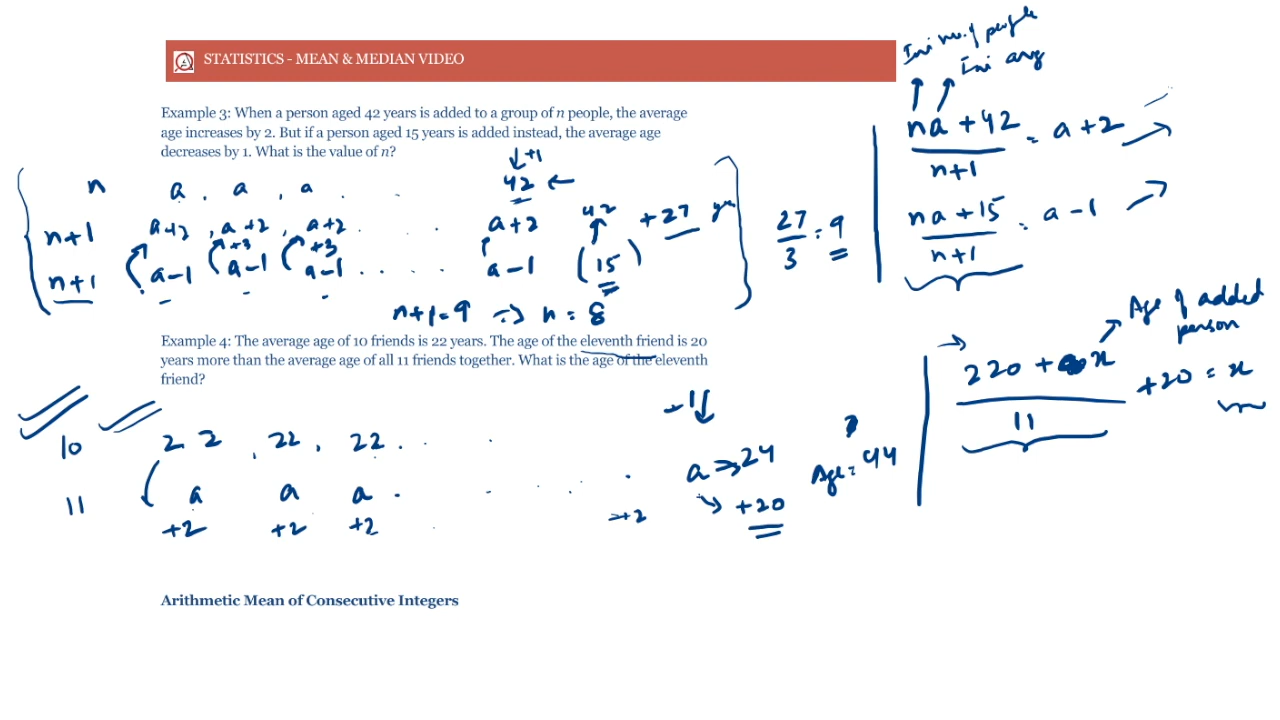 STATISTICS - MEAN & MEDIAN VIDEO
Ini no. of people
Ini avg
Example 3: When a person aged 42 years is added to a group of n people, the average
age increases by 2. But if a person aged 15 years is added instead, the average age
decreases by 1. What is the value of n?
na + 42 / n+1 = a+2
na + 15 / n+1 = a-1
↓+1
n a , a , a . . 42 ←
n+1 a+2 , a+2 , a+2 . . a+2 42 +27
+3 +3
n+1 a-1 a-1 a-1 . . . . a-1 (15)
27/3 = 9
n+1=9 => n = 8
Example 4: The average age of 10 friends is 22 years. The age of the eleventh friend is 20
years more than the average age of all 11 friends together. What is the age of the eleventh
friend?
Age of added
person
220 + x / 11 +20 = x
10 22 , 22 , 22 . . .
11 a a a . . . . . a => 24 Age = 44
+2 +2 +2 +2 +20
Arithmetic Mean of Consecutive Integers